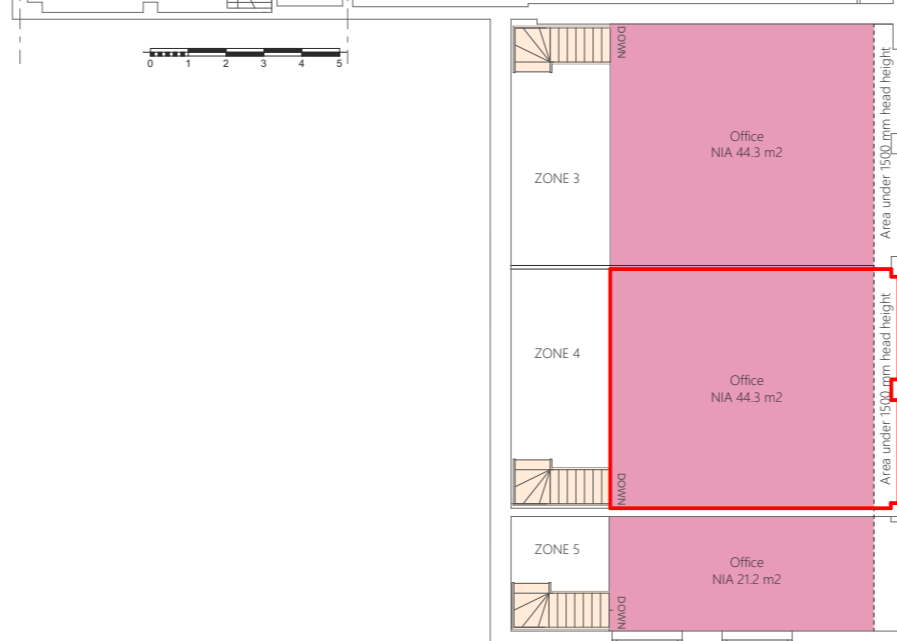 0 1 2 3 4 5
DOWN
Office
NIA 44.3 m2
Area under 1500 mm head height
ZONE 3
ZONE 4
Office
NIA 44.3 m2
Area under 1500 mm head height
DOWN
ZONE 5
Office
NIA 21.2 m2
DOWN